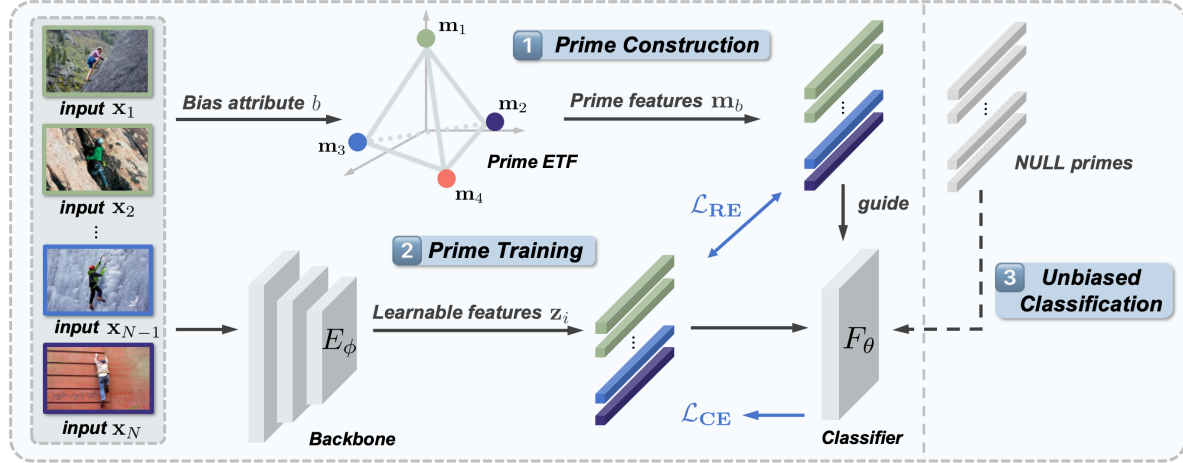 input x₁
input x₂
⋮
input x_{N−1}
input x_N
Bias attribute b
m₁
m₂
m₃
m₄
Prime ETF
1 Prime Construction
Prime features m_b
...
NULL primes
...
L_RE
guide
2 Prime Training
E_ϕ
Backbone
Learnable features z_i
...
L_CE
F_θ
Classifier
3 Unbiased
Classification